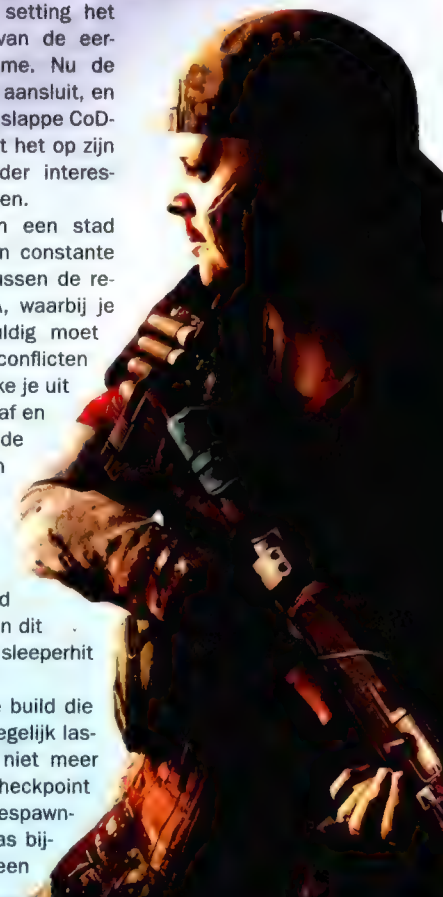 setting het
van de eer-
me. Nu de
aansluit, en
slappe CoD-
t het op zijn
der interes-
en.
n een stad
n constante
ussen de re-
, waarbij je
uldig moet
conflicten
ke je uit
af en
de
n
d
n dit
sleeperhit
build die
egelijk las-
niet meer
heckpoint
espawn-
as bij-
een